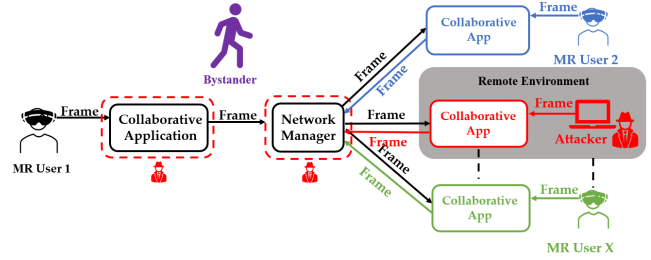 Collaborative
App
Frame
MR User 2
Bystander
Frame
Frame
Remote Environment
Frame
Collaborative
Application
Frame
Network
Manager
Frame
Frame
Collaborative
App
Frame
Attacker
MR User 1
Frame
Frame
Collaborative
App
Frame
MR User X